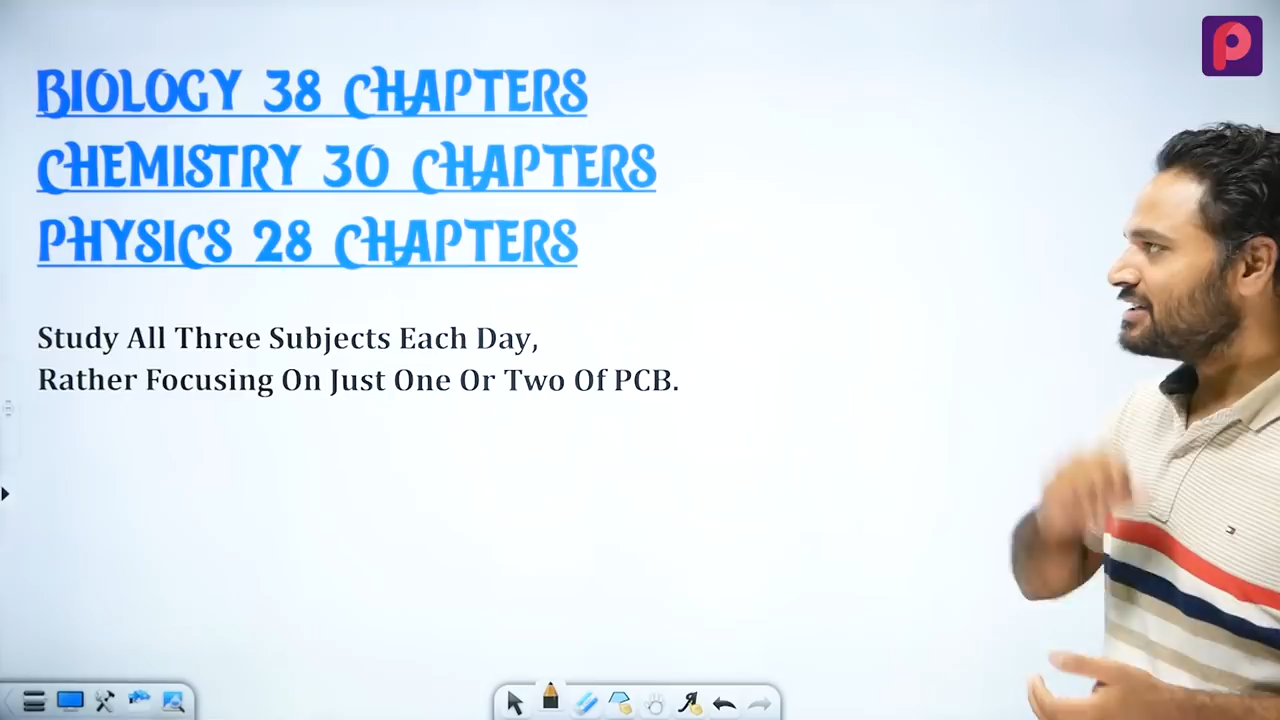 BIOLOGY 38 CHAPTERS
CHEMISTRY 30 CHAPTERS
PHYSICS 28 CHAPTERS
Study All Three Subjects Each Day,
Rather Focusing On Just One Or Two Of PCB.